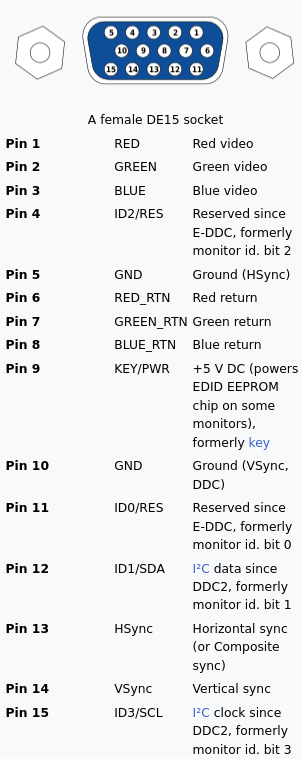 5 4 3 2 1
10 9 8 7 6
15 14 13 12 11
A female DE15 socket
Pin 1 RED Red video
Pin 2 GREEN Green video
Pin 3 BLUE Blue video
Pin 4 ID2/RES Reserved since
E-DDC, formerly
monitor id. bit 2
Pin 5 GND Ground (HSync)
Pin 6 RED_RTN Red return
Pin 7 GREEN_RTN Green return
Pin 8 BLUE_RTN Blue return
Pin 9 KEY/PWR +5 V DC (powers
EDID EEPROM
chip on some
monitors),
formerly key
Pin 10 GND Ground (VSync,
DDC)
Pin 11 ID0/RES Reserved since
E-DDC, formerly
monitor id. bit 0
Pin 12 ID1/SDA I²C data since
DDC2, formerly
monitor id. bit 1
Pin 13 HSync Horizontal sync
(or Composite
sync)
Pin 14 VSync Vertical sync
Pin 15 ID3/SCL I²C clock since
DDC2, formerly
monitor id. bit 3